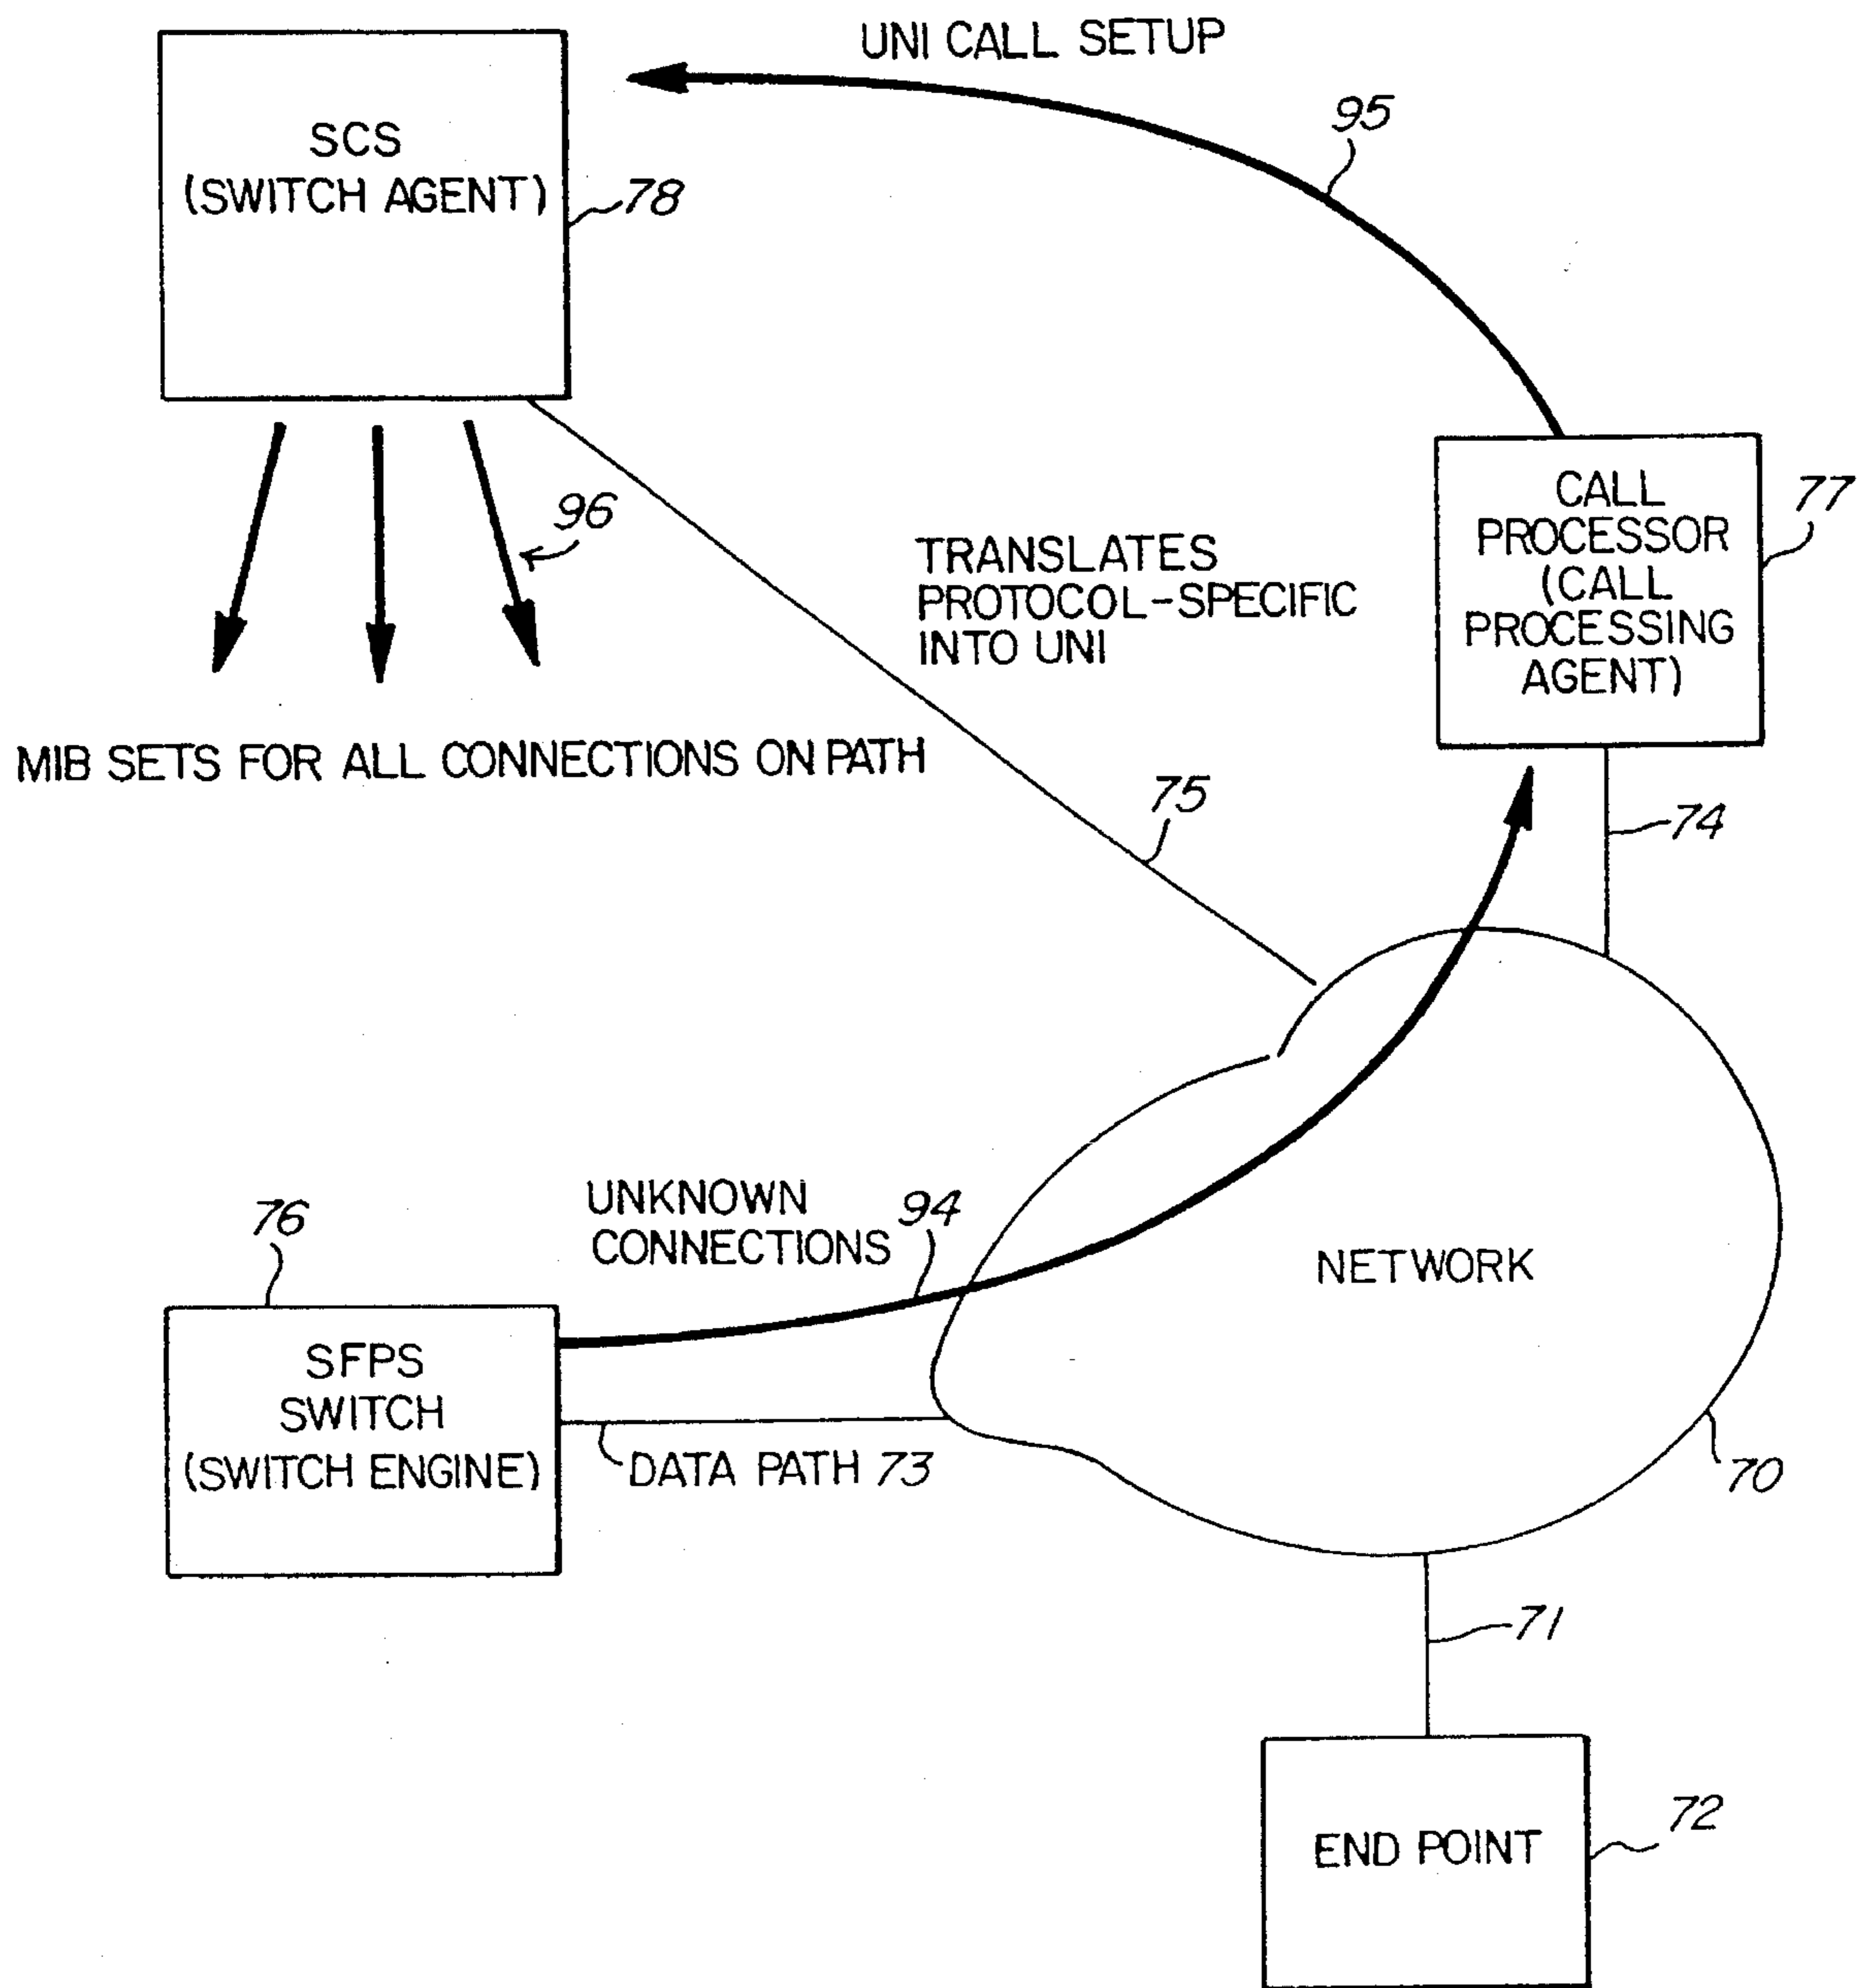 UNI CALL SETUP
95
SCS
(SWITCH AGENT)
78
CALL
PROCESSOR
(CALL
PROCESSING
AGENT)
77
96
TRANSLATES
PROTOCOL-SPECIFIC
INTO UNI
MIB SETS FOR ALL CONNECTIONS ON PATH
75
74
UNKNOWN
CONNECTIONS
94
76
NETWORK
SFPS
SWITCH
(SWITCH ENGINE)
DATA PATH 73
70
71
72
END POINT